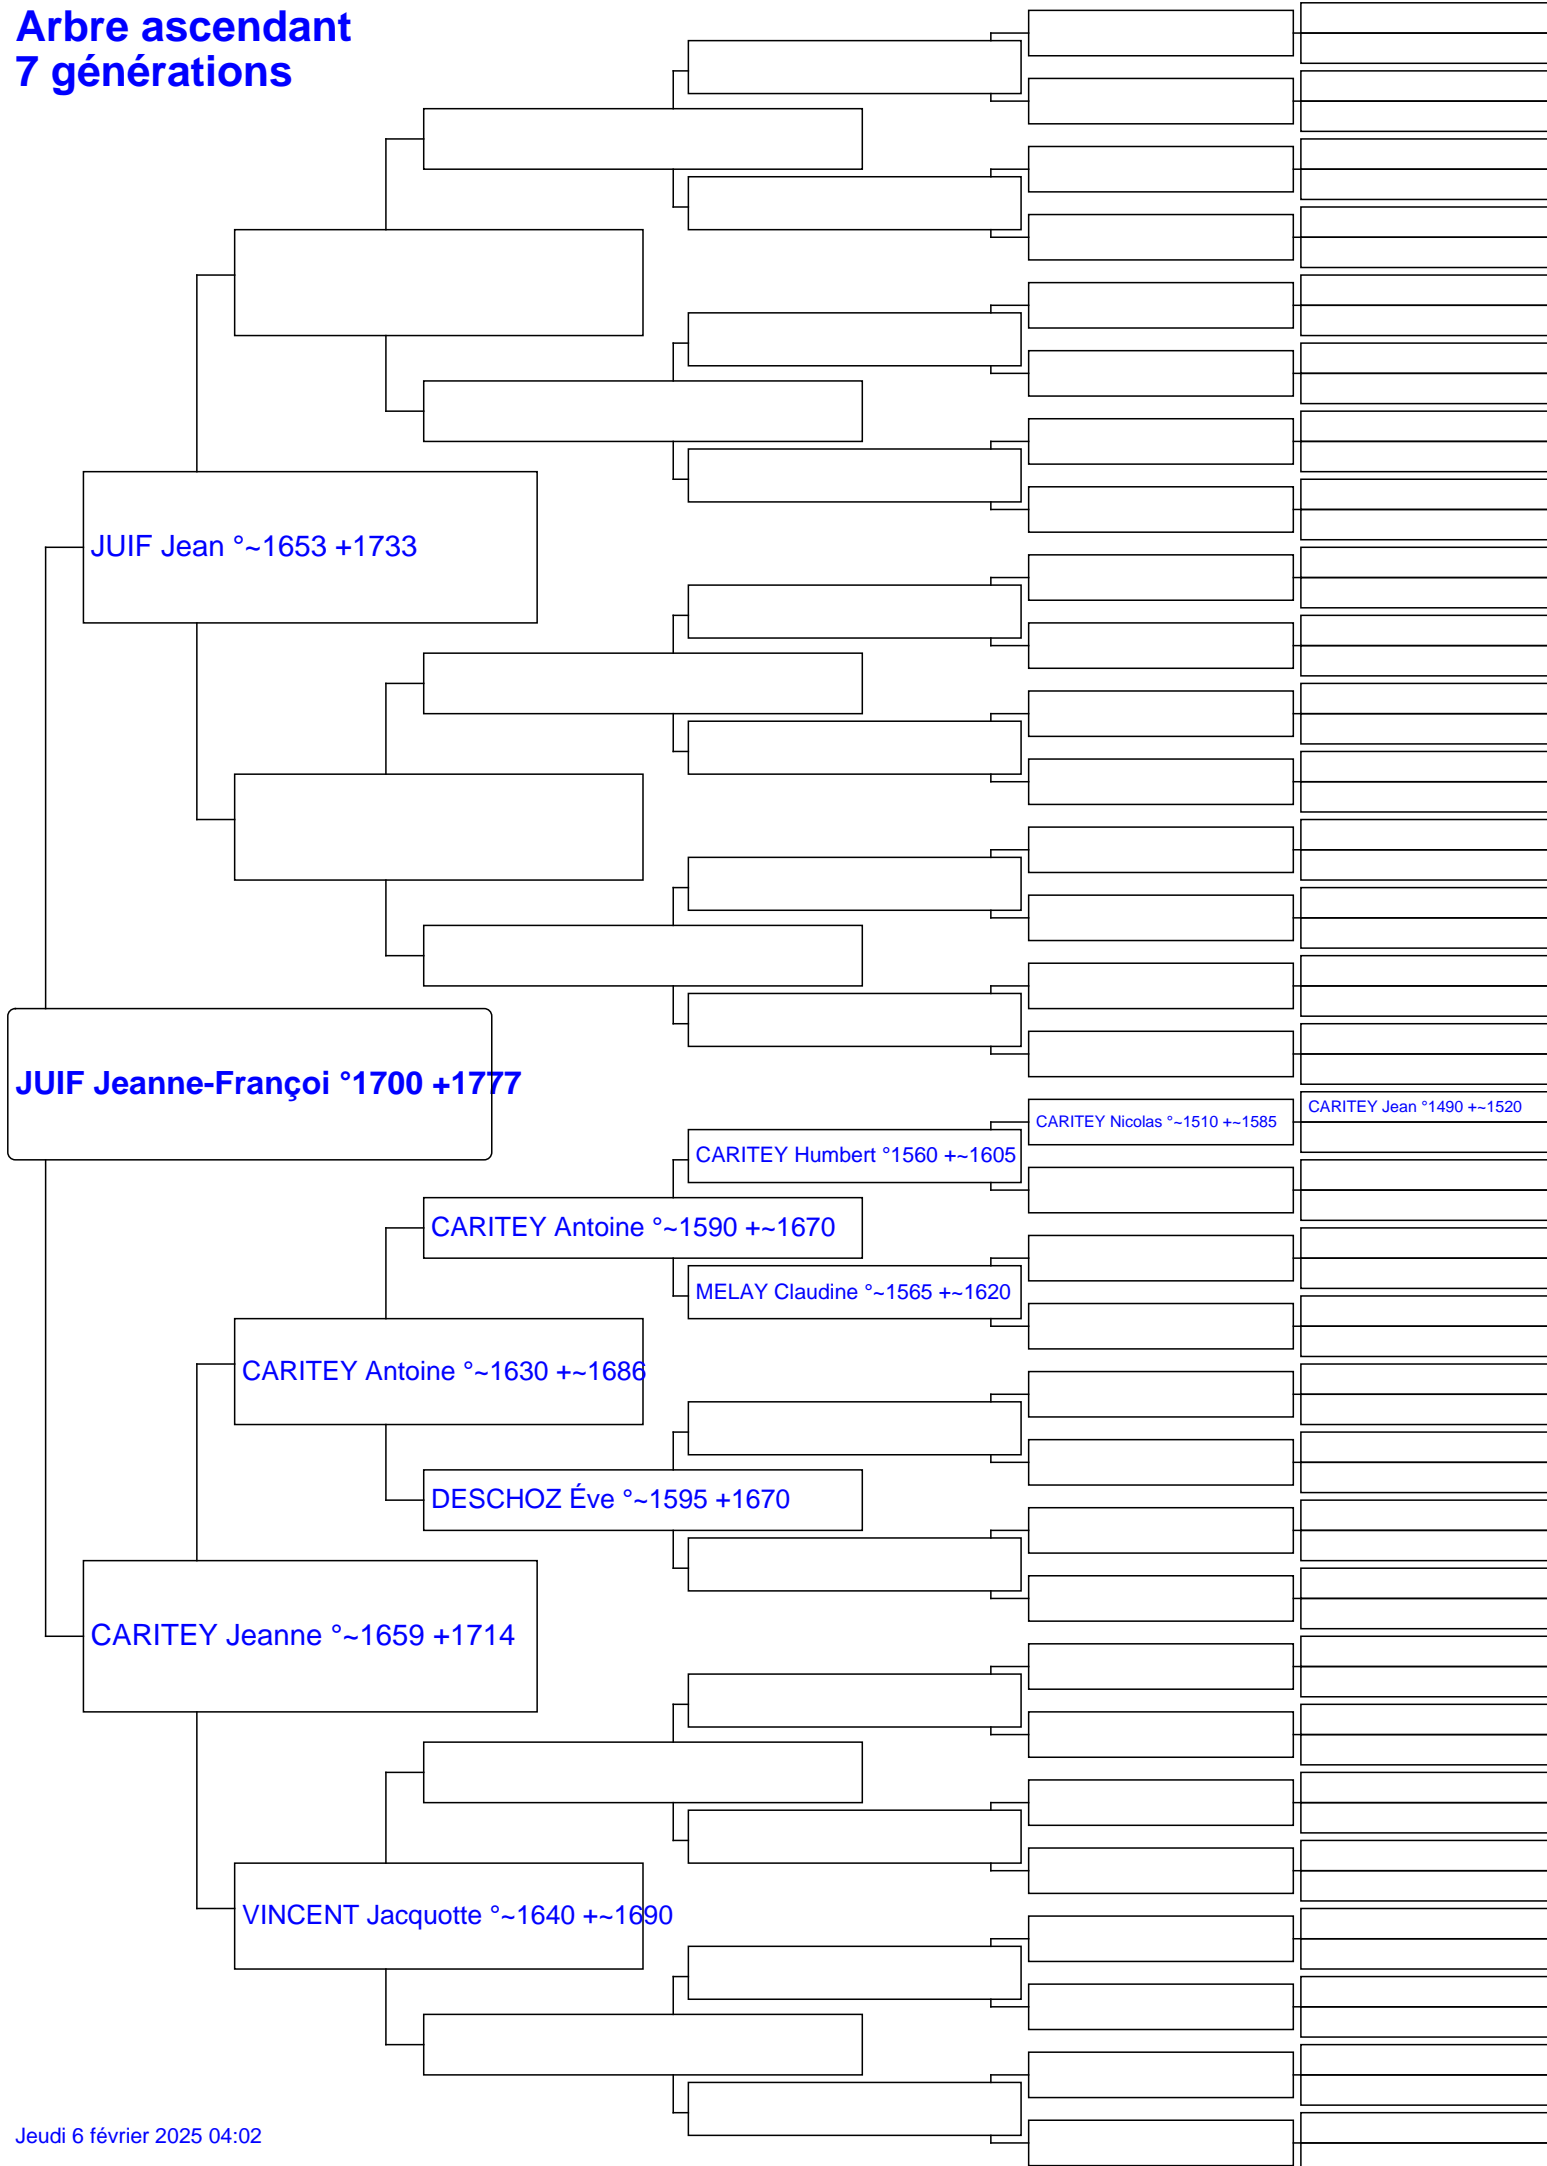 Arbre ascendant
7 générations
JUIF Jean °~1653 +1733
JUIF Jeanne-Françoi °1700 +1777
CARITEY Jean °1490 +~1520
CARITEY Nicolas °~1510 +~1585
CARITEY Humbert °1560 +~1605
CARITEY Antoine °~1590 +~1670
MELAY Claudine °~1565 +~1620
CARITEY Antoine °~1630 +~1686
DESCHOZ Éve °~1595 +1670
CARITEY Jeanne °~1659 +1714
VINCENT Jacquotte °~1640 +~1690
Jeudi 6 février 2025 04:02